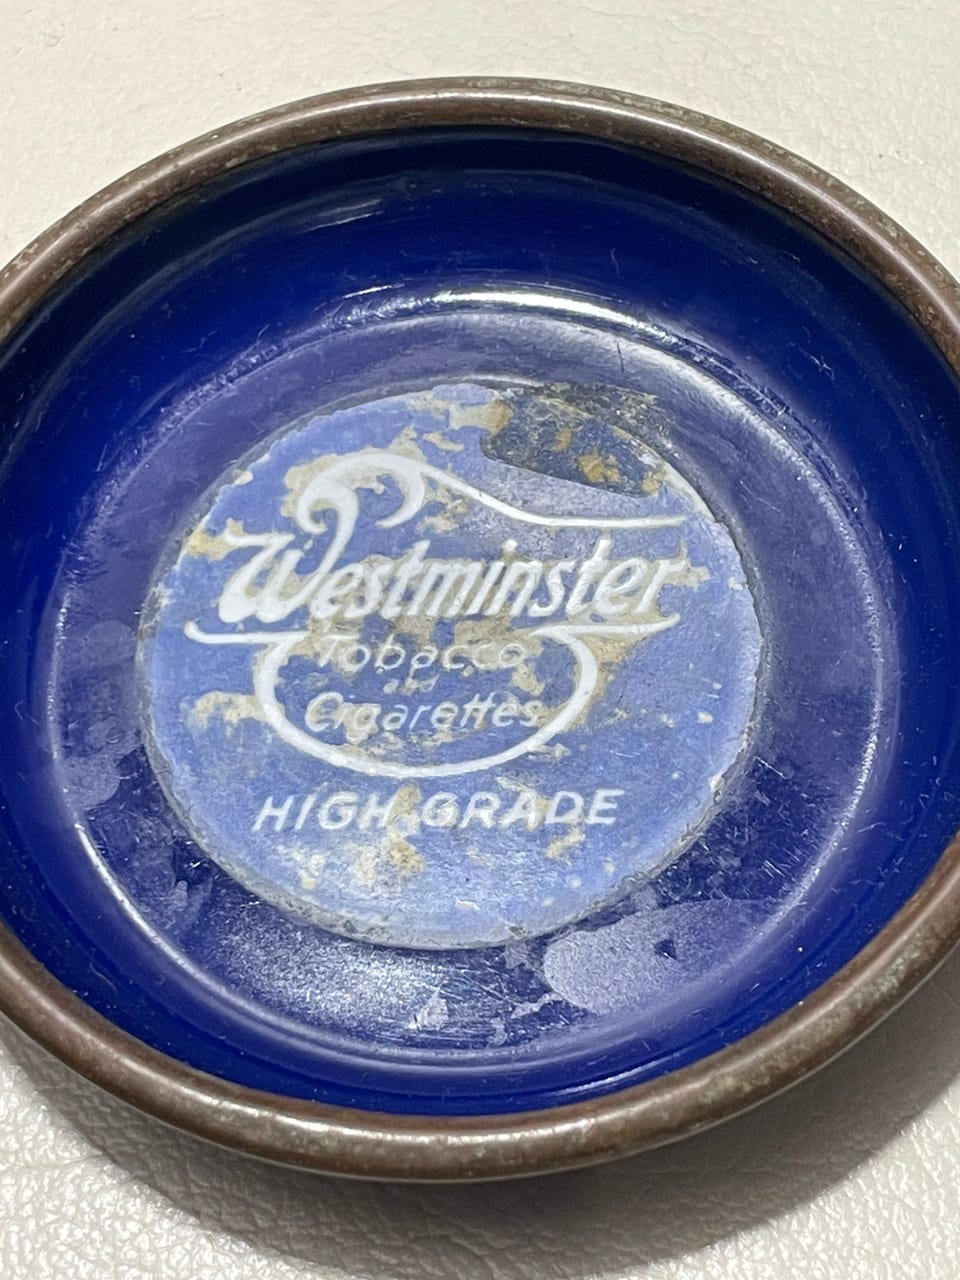 Westminster
Tobacco
and
Cigarettes
HIGH GRADE